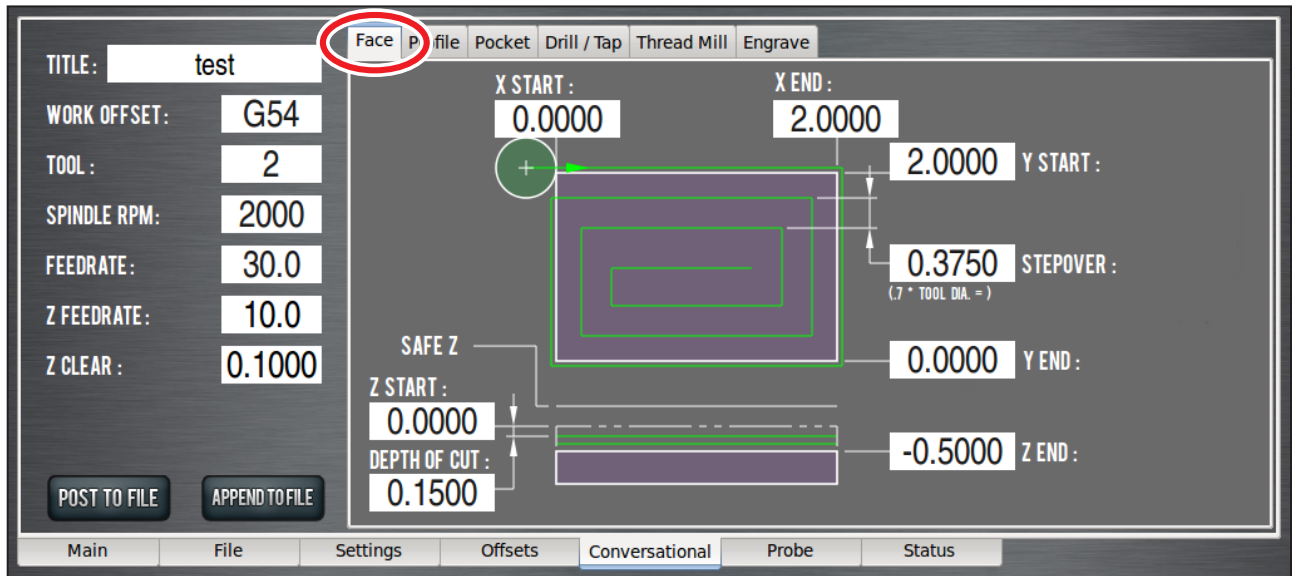 Face Profile Pocket Drill / Tap Thread Mill Engrave
TITLE: test
WORK OFFSET: G54
TOOL: 2
SPINDLE RPM: 2000
FEEDRATE: 30.0
Z FEEDRATE: 10.0
Z CLEAR: 0.1000
POST TO FILE APPEND TO FILE
X START:
0.0000
X END:
2.0000
2.0000 Y START:
0.3750 STEPOVER:
(.7 * TOOL DIA. = )
0.0000 Y END:
SAFE Z
Z START:
0.0000
DEPTH OF CUT:
0.1500
-0.5000 Z END:
Main File Settings Offsets Conversational Probe Status